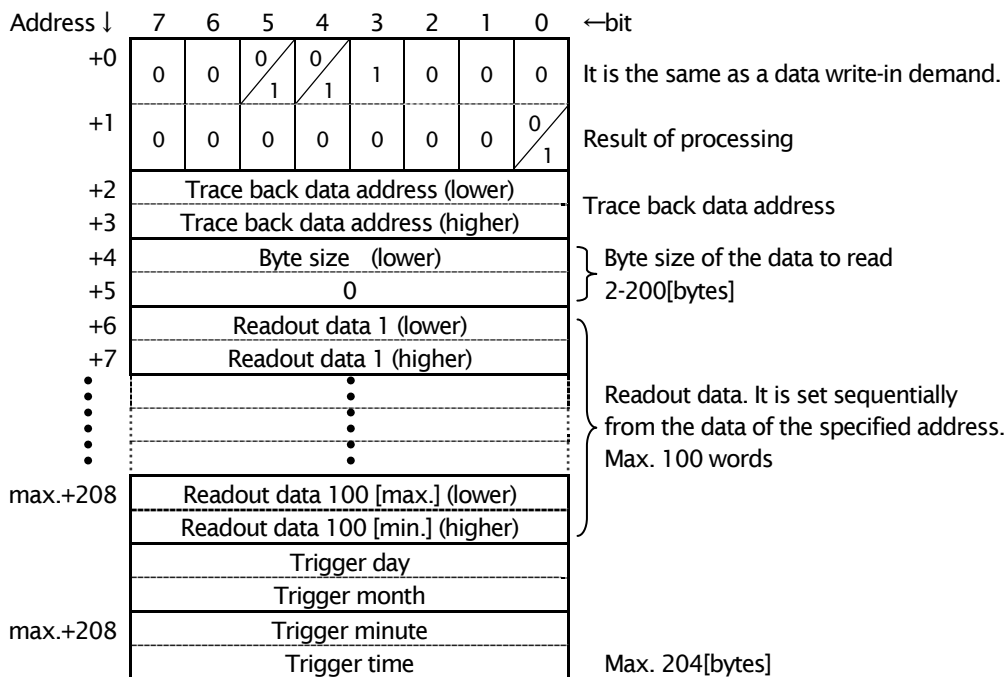 Address ↓ 7 6 5 4 3 2 1 0 ←bit
+0 0 0 0/1 0/1 1 0 0 0 It is the same as a data write-in demand.
+1 0 0 0 0 0 0 0 0/1 Result of processing
+2 Trace back data address (lower)
Trace back data address
+3 Trace back data address (higher)
+4 Byte size (lower) Byte size of the data to read
+5 0 2-200[bytes]
+6 Readout data 1 (lower)
+7 Readout data 1 (higher)
Readout data. It is set sequentially
from the data of the specified address.
Max. 100 words
max.+208 Readout data 100 [max.] (lower)
Readout data 100 [min.] (higher)
Trigger day
Trigger month
max.+208 Trigger minute
Trigger time Max. 204[bytes]